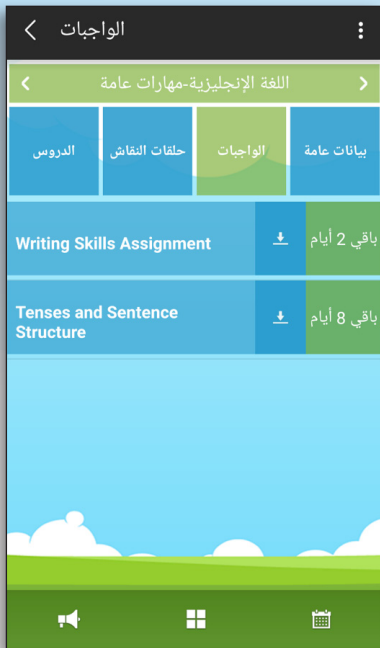 الواجبات
اللغة الإنجليزية-مهارات عامة
بيانات عامة
الواجبات
حلقات النقاش
الدروس
Writing Skills Assignment
باقي 2 أيام
Tenses and Sentence
Structure
باقي 8 أيام